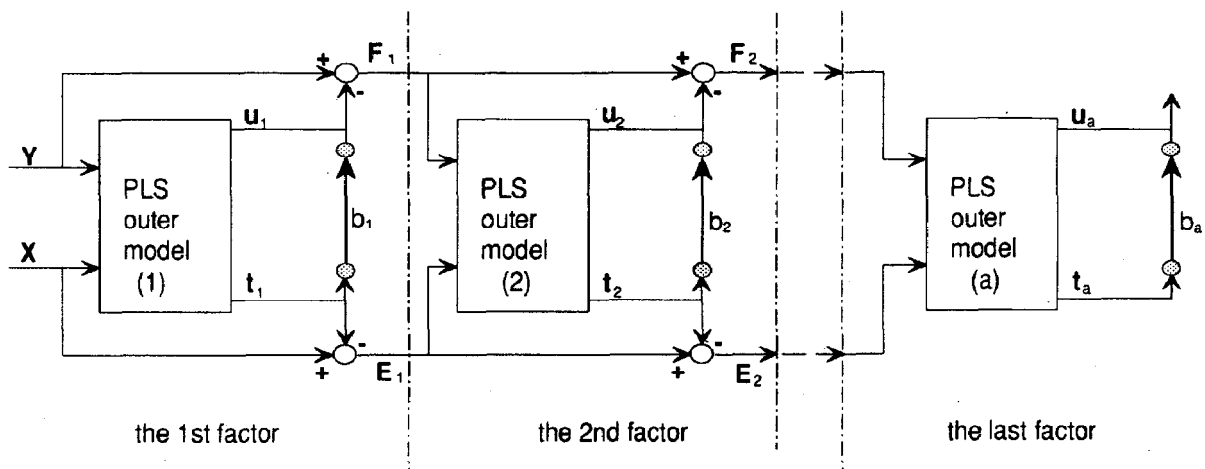 + F₁ + F₂
- -
u₁ u₂ uₐ
Y
PLS
outer
model
(1)
b₁
PLS
outer
model
(2)
b₂
PLS
outer
model
(a)
bₐ
X
t₁ t₂ tₐ
- -
+ E₁ + E₂
the 1st factor the 2nd factor the last factor